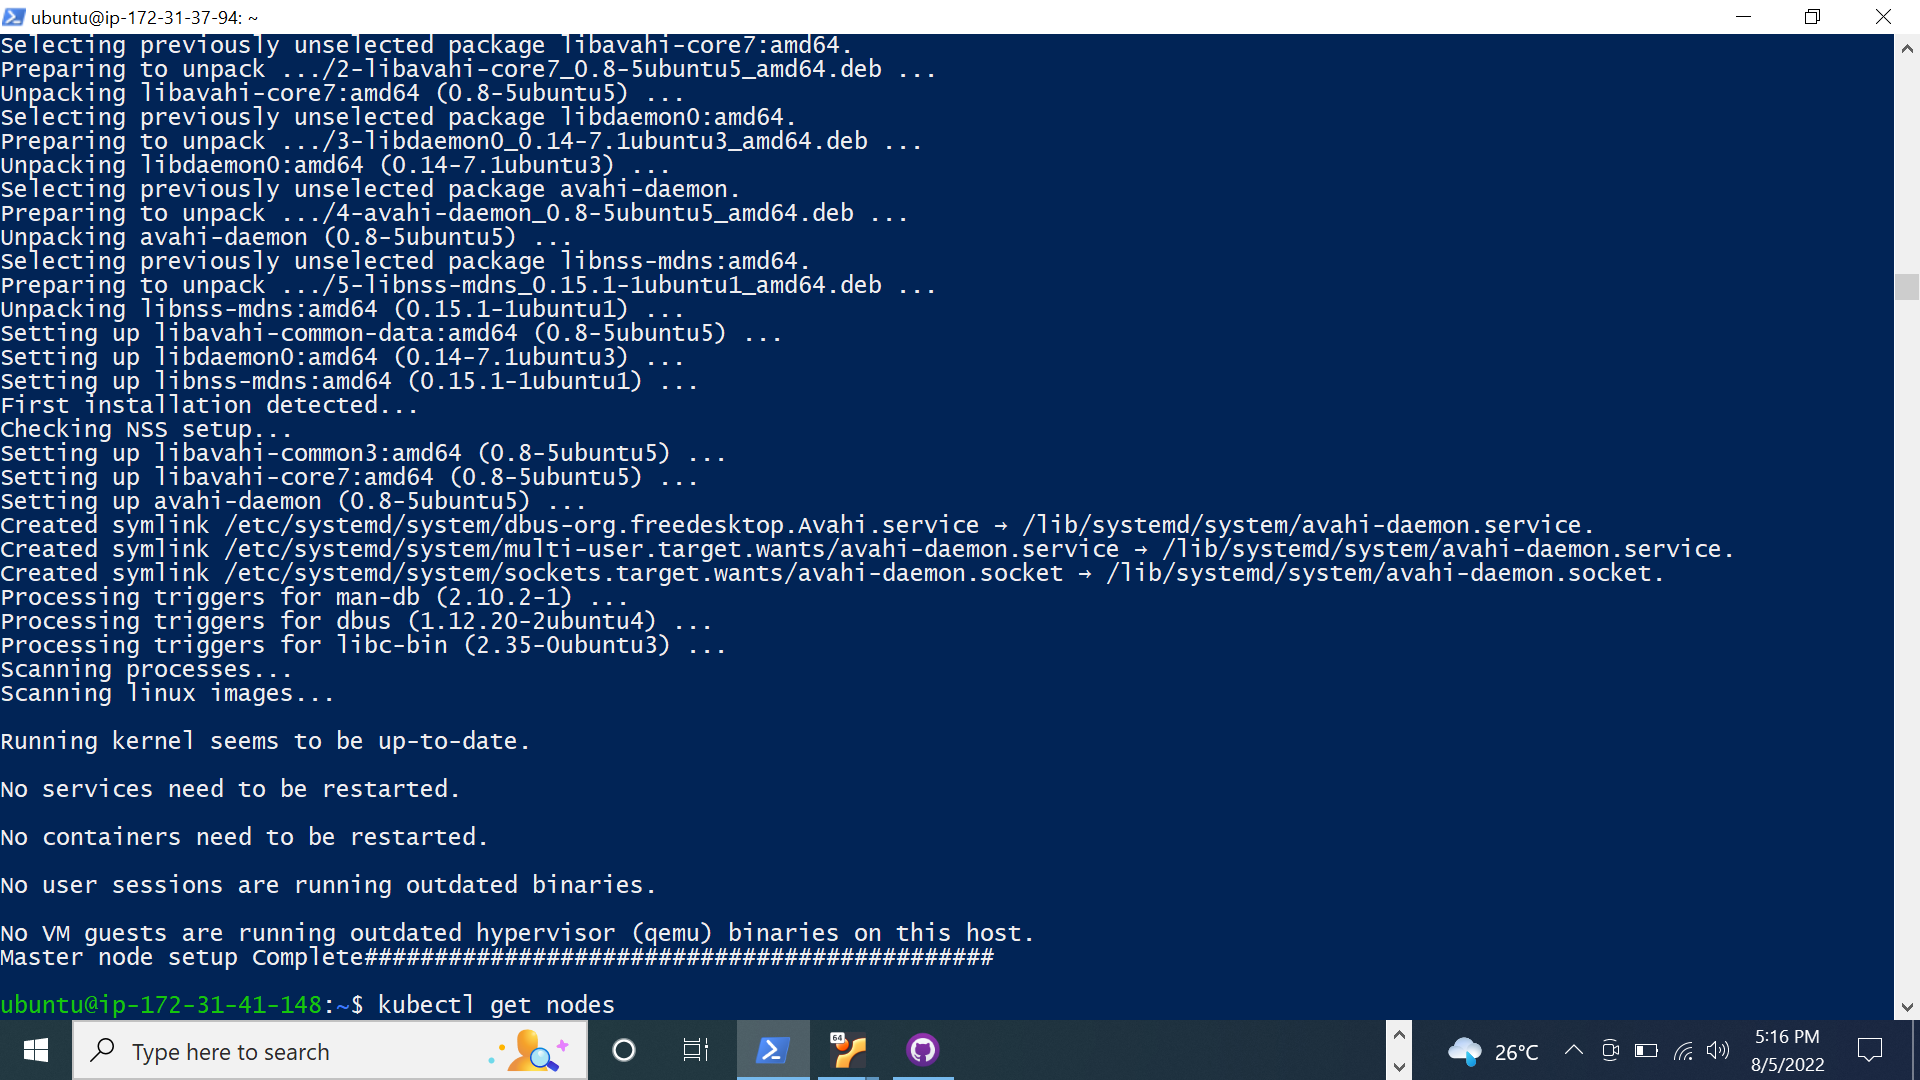 ubuntu@ip-172-31-37-94: ~
Selecting previously unselected package libavahi-core7:amd64.
Preparing to unpack .../2-libavahi-core7_0.8-5ubuntu5_amd64.deb ...
Unpacking libavahi-core7:amd64 (0.8-5ubuntu5) ...
Selecting previously unselected package libdaemon0:amd64.
Preparing to unpack .../3-libdaemon0_0.14-7.1ubuntu3_amd64.deb ...
Unpacking libdaemon0:amd64 (0.14-7.1ubuntu3) ...
Selecting previously unselected package avahi-daemon.
Preparing to unpack .../4-avahi-daemon_0.8-5ubuntu5_amd64.deb ...
Unpacking avahi-daemon (0.8-5ubuntu5) ...
Selecting previously unselected package libnss-mdns:amd64.
Preparing to unpack .../5-libnss-mdns_0.15.1-1ubuntu1_amd64.deb ...
Unpacking libnss-mdns:amd64 (0.15.1-1ubuntu1) ...
Setting up libavahi-common-data:amd64 (0.8-5ubuntu5) ...
Setting up libdaemon0:amd64 (0.14-7.1ubuntu3) ...
Setting up libnss-mdns:amd64 (0.15.1-1ubuntu1) ...
First installation detected...
Checking NSS setup...
Setting up libavahi-common3:amd64 (0.8-5ubuntu5) ...
Setting up libavahi-core7:amd64 (0.8-5ubuntu5) ...
Setting up avahi-daemon (0.8-5ubuntu5) ...
Created symlink /etc/systemd/system/dbus-org.freedesktop.Avahi.service → /lib/systemd/system/avahi-daemon.service.
Created symlink /etc/systemd/system/multi-user.target.wants/avahi-daemon.service → /lib/systemd/system/avahi-daemon.service.
Created symlink /etc/systemd/system/sockets.target.wants/avahi-daemon.socket → /lib/systemd/system/avahi-daemon.socket.
Processing triggers for man-db (2.10.2-1) ...
Processing triggers for dbus (1.12.20-2ubuntu4) ...
Processing triggers for libc-bin (2.35-0ubuntu3) ...
Scanning processes...
Scanning linux images...
Running kernel seems to be up-to-date.
No services need to be restarted.
No containers need to be restarted.
No user sessions are running outdated binaries.
No VM guests are running outdated hypervisor (qemu) binaries on this host.
Master node setup Complete#############################################
ubuntu@ip-172-31-41-148:~$ kubectl get nodes
Type here to search
64
26°C
5:16 PM
8/5/2022